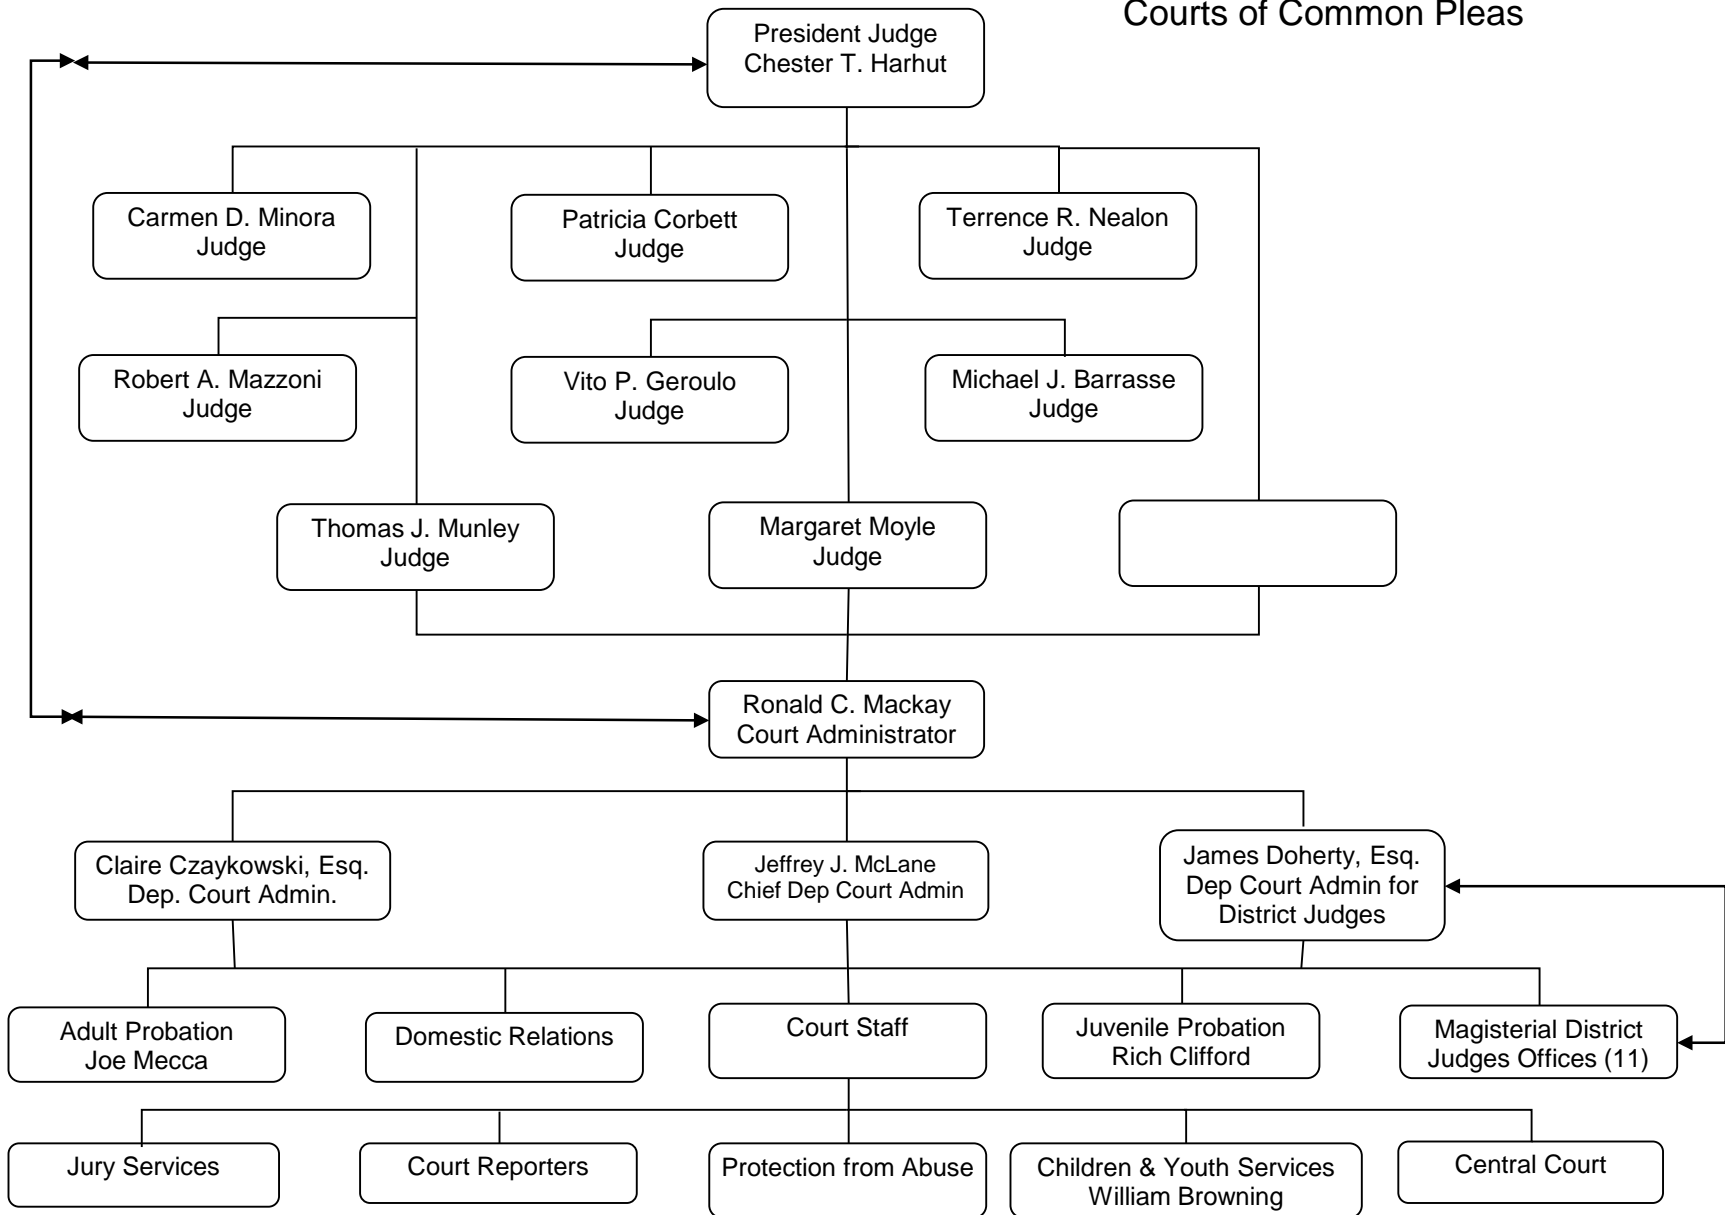 Courts of Common Pleas
President Judge
Chester T. Harhut
Carmen D. Minora
Judge
Patricia Corbett
Judge
Terrence R. Nealon
Judge
Robert A. Mazzoni
Judge
Vito P. Geroulo
Judge
Michael J. Barrasse
Judge
Thomas J. Munley
Judge
Margaret Moyle
Judge
Ronald C. Mackay
Court Administrator
Claire Czaykowski, Esq.
Dep. Court Admin.
Jeffrey J. McLane
Chief Dep Court Admin
James Doherty, Esq.
Dep Court Admin for
District Judges
Adult Probation
Joe Mecca
Domestic Relations
Court Staff
Juvenile Probation
Rich Clifford
Magisterial District
Judges Offices (11)
Jury Services
Court Reporters
Protection from Abuse
Children & Youth Services
William Browning
Central Court